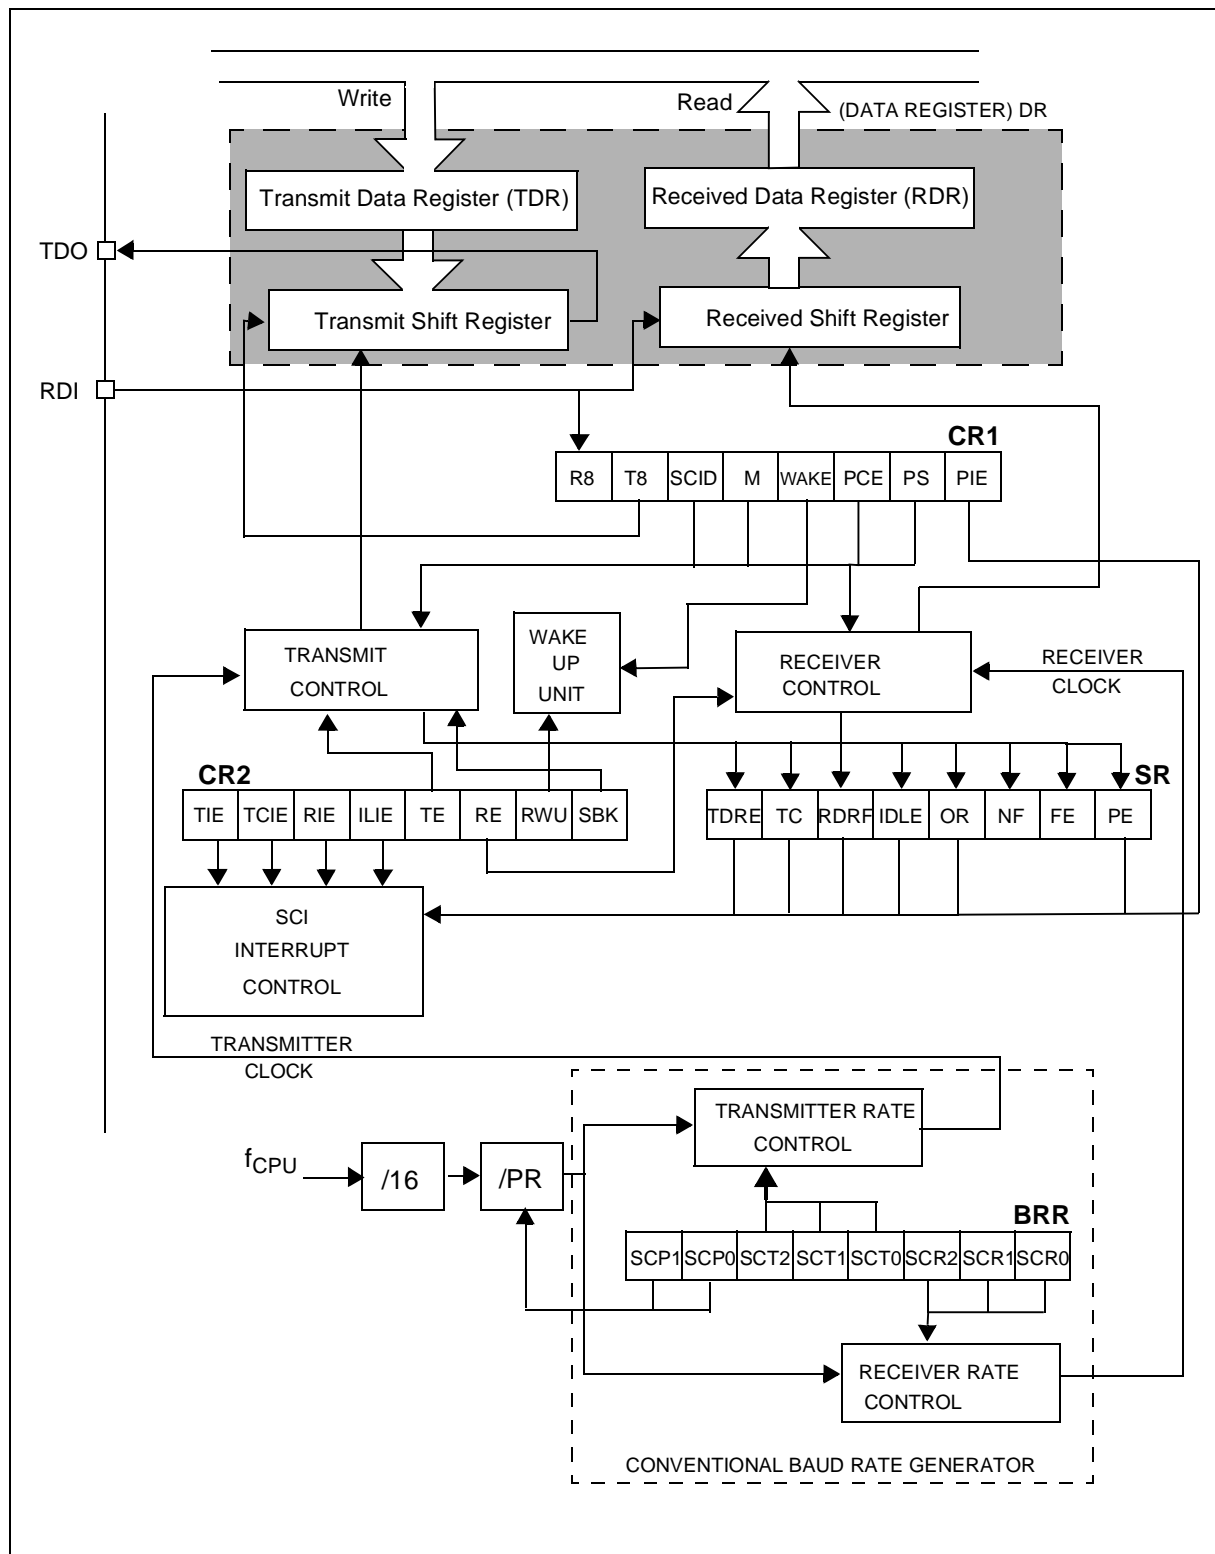 Write
Read
(DATA REGISTER) DR
Transmit Data Register (TDR)
Received Data Register (RDR)
TDO
Transmit Shift Register
Received Shift Register
RDI
CR1
R8 T8 SCID M WAKE PCE PS PIE
TRANSMIT
CONTROL
WAKE
UP
UNIT
RECEIVER
CONTROL
RECEIVER
CLOCK
CR2
TIE TCIE RIE ILIE TE RE RWU SBK
SR
TDRE TC RDRF IDLE OR NF FE PE
SCI
INTERRUPT
CONTROL
TRANSMITTER
CLOCK
TRANSMITTER RATE
CONTROL
fCPU
/16
/PR
BRR
SCP1 SCP0 SCT2 SCT1 SCT0 SCR2 SCR1 SCR0
RECEIVER RATE
CONTROL
CONVENTIONAL BAUD RATE GENERATOR